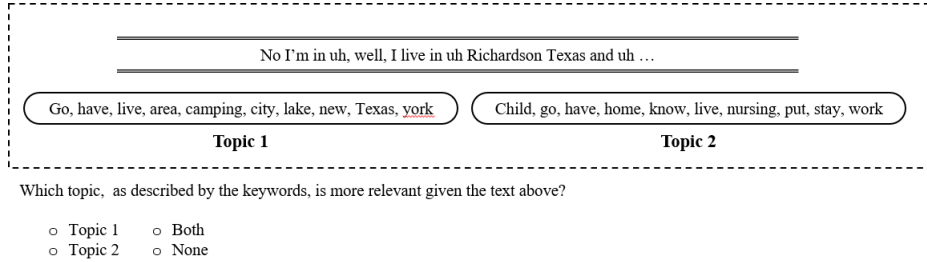 No I’m in uh, well, I live in uh Richardson Texas and uh …
Go, have, live, area, camping, city, lake, new, Texas, york
Child, go, have, home, know, live, nursing, put, stay, work
Topic 1
Topic 2
Which topic,  as described by the keywords, is more relevant given the text above?
o Topic 1 o Both
o Topic 2 o None